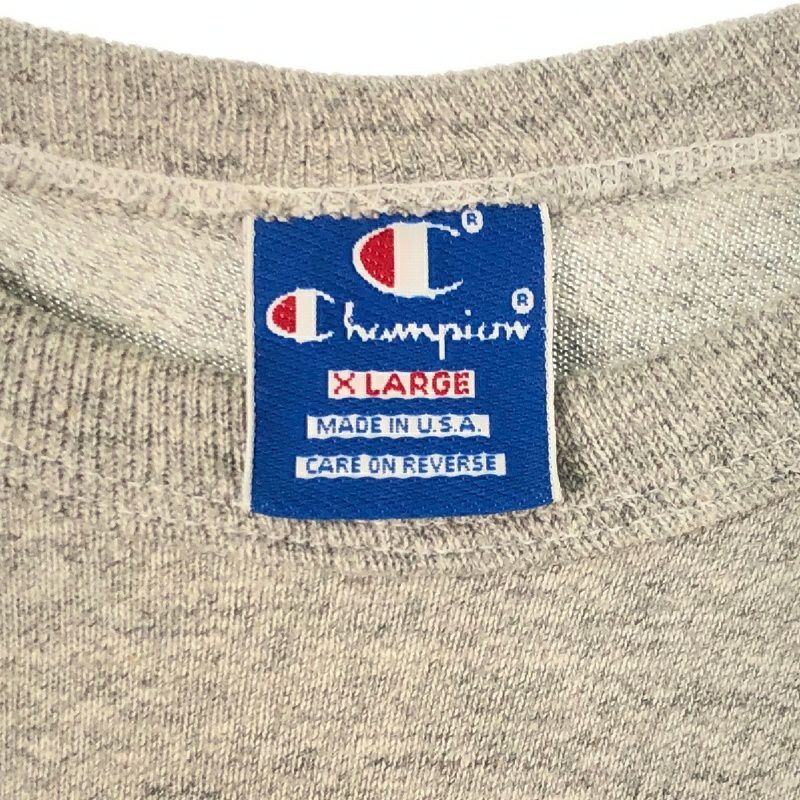 C®
Champion®
X LARGE
MADE IN U.S.A.
CARE ON REVERSE